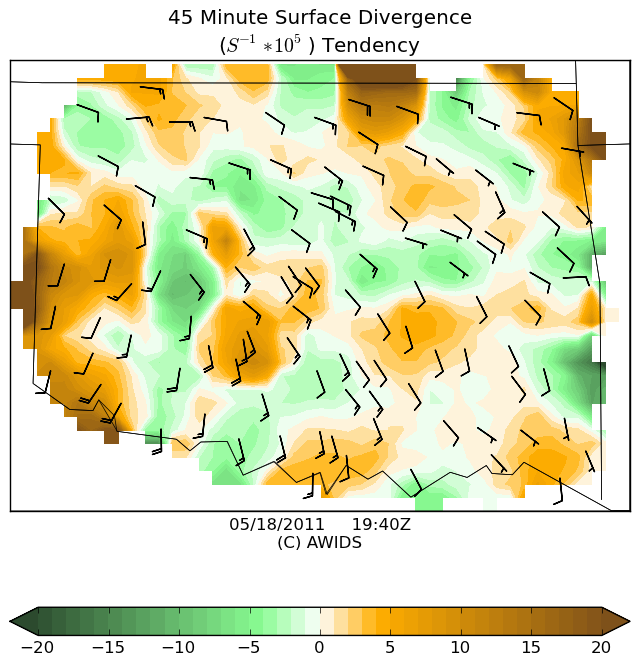 45 Minute Surface Divergence
(S⁻¹ * 10⁵ ) Tendency
05/18/2011 19:40Z
(C) AWIDS
−20 −15 −10 −5 0 5 10 15 20